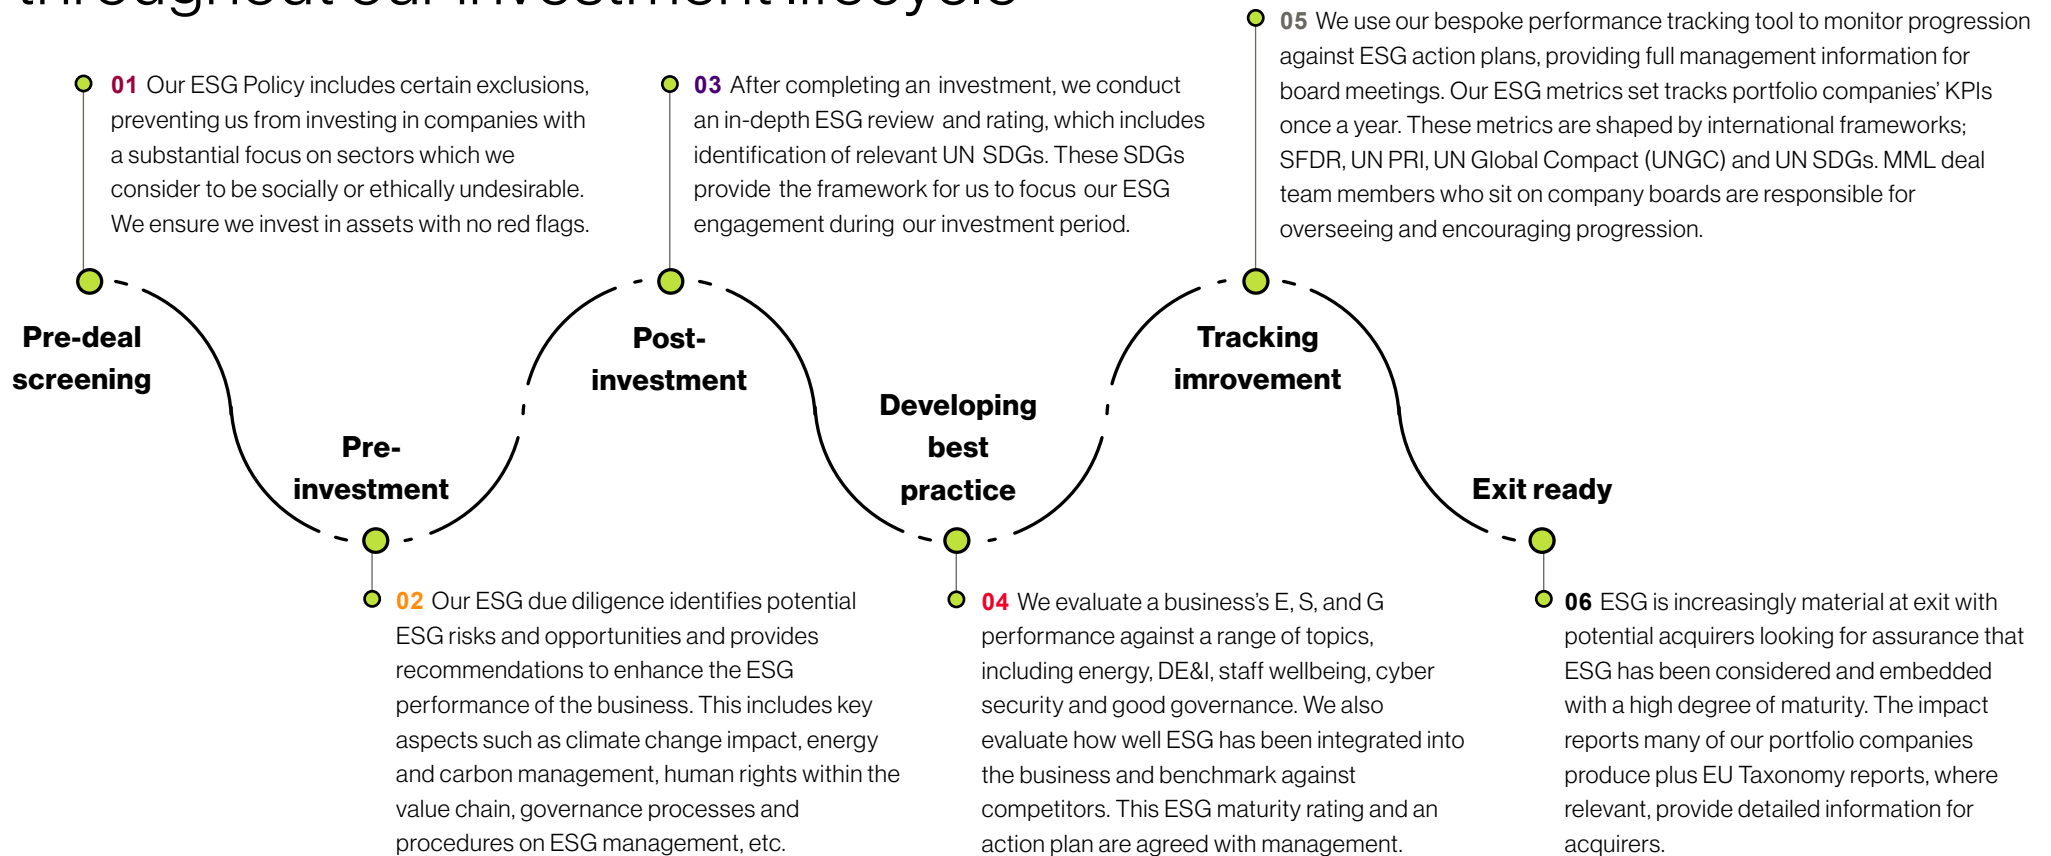 throughout our investment lifecycle
01 Our ESG Policy includes certain exclusions,
preventing us from investing in companies with
a substantial focus on sectors which we
consider to be socially or ethically undesirable.
We ensure we invest in assets with no red flags.
03 After completing an investment, we conduct
an in-depth ESG review and rating, which includes
identification of relevant UN SDGs. These SDGs
provide the framework for us to focus our ESG
engagement during our investment period.
05 We use our bespoke performance tracking tool to monitor progression
against ESG action plans, providing full management information for
board meetings. Our ESG metrics set tracks portfolio companies' KPIs
once a year. These metrics are shaped by international frameworks;
SFDR, UN PRI, UN Global Compact (UNGC) and UN SDGs. MML deal
team members who sit on company boards are responsible for
overseeing and encouraging progression.
Pre-deal
screening
Pre-
investment
Post-
investment
Developing
best
practice
Tracking
imrovement
Exit ready
02 Our ESG due diligence identifies potential
ESG risks and opportunities and provides
recommendations to enhance the ESG
performance of the business. This includes key
aspects such as climate change impact, energy
and carbon management, human rights within the
value chain, governance processes and
procedures on ESG management, etc.
04 We evaluate a business's E, S, and G
performance against a range of topics,
including energy, DE&I, staff wellbeing, cyber
security and good governance. We also
evaluate how well ESG has been integrated into
the business and benchmark against
competitors. This ESG maturity rating and an
action plan are agreed with management.
06 ESG is increasingly material at exit with
potential acquirers looking for assurance that
ESG has been considered and embedded
with a high degree of maturity. The impact
reports many of our portfolio companies
produce plus EU Taxonomy reports, where
relevant, provide detailed information for
acquirers.